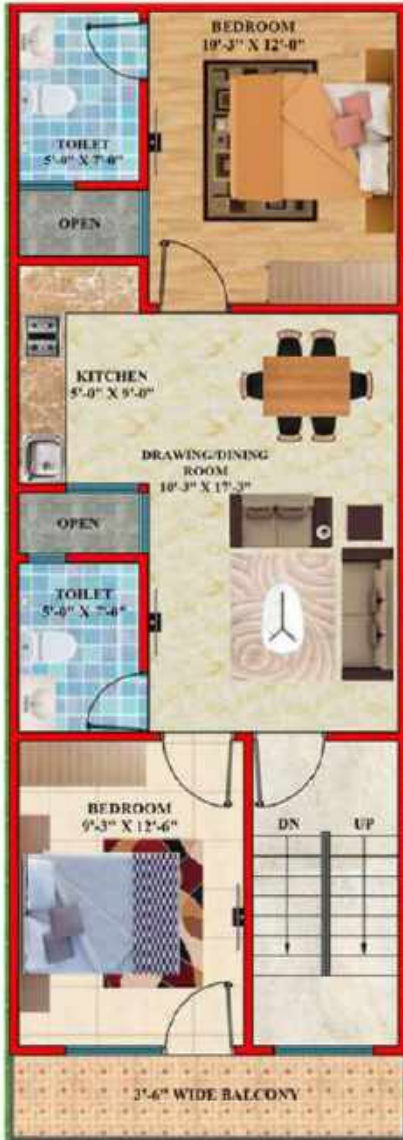 BEDROOM
10'-3" X 12'-0"
TOILET
5'-0" X 7'-0"
OPEN
KITCHEN
5'-0" X 9'-0"
DRAWING/DINING
ROOM
10'-3" X 17'-3"
OPEN
TOILET
5'-0" X 7'-0"
BEDROOM
9'-3" X 12'-6"
DN UP
3'-6" WIDE BALCONY